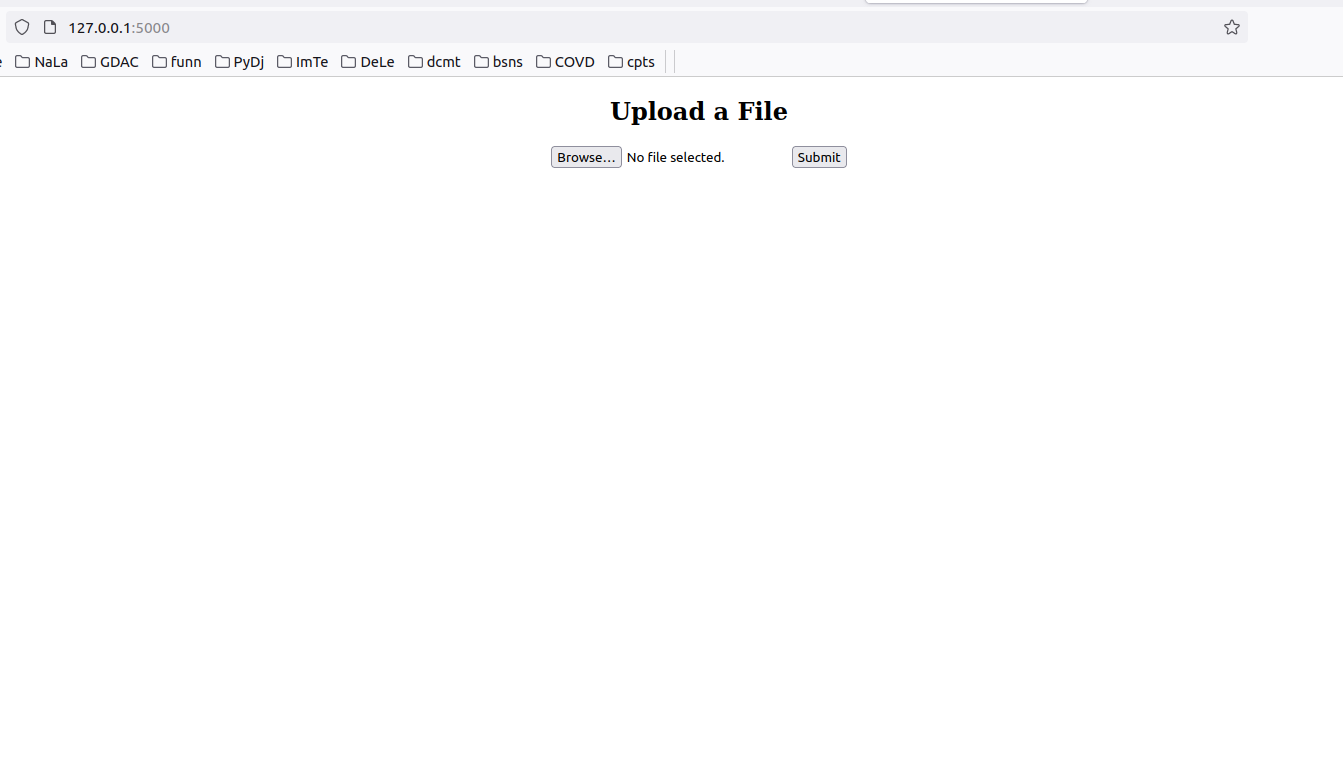 127.0.0.1:5000
NaLa GDAC funn PyDj ImTe DeLe dcmt bsns COVD cpts
Upload a File
Browse... No file selected. Submit